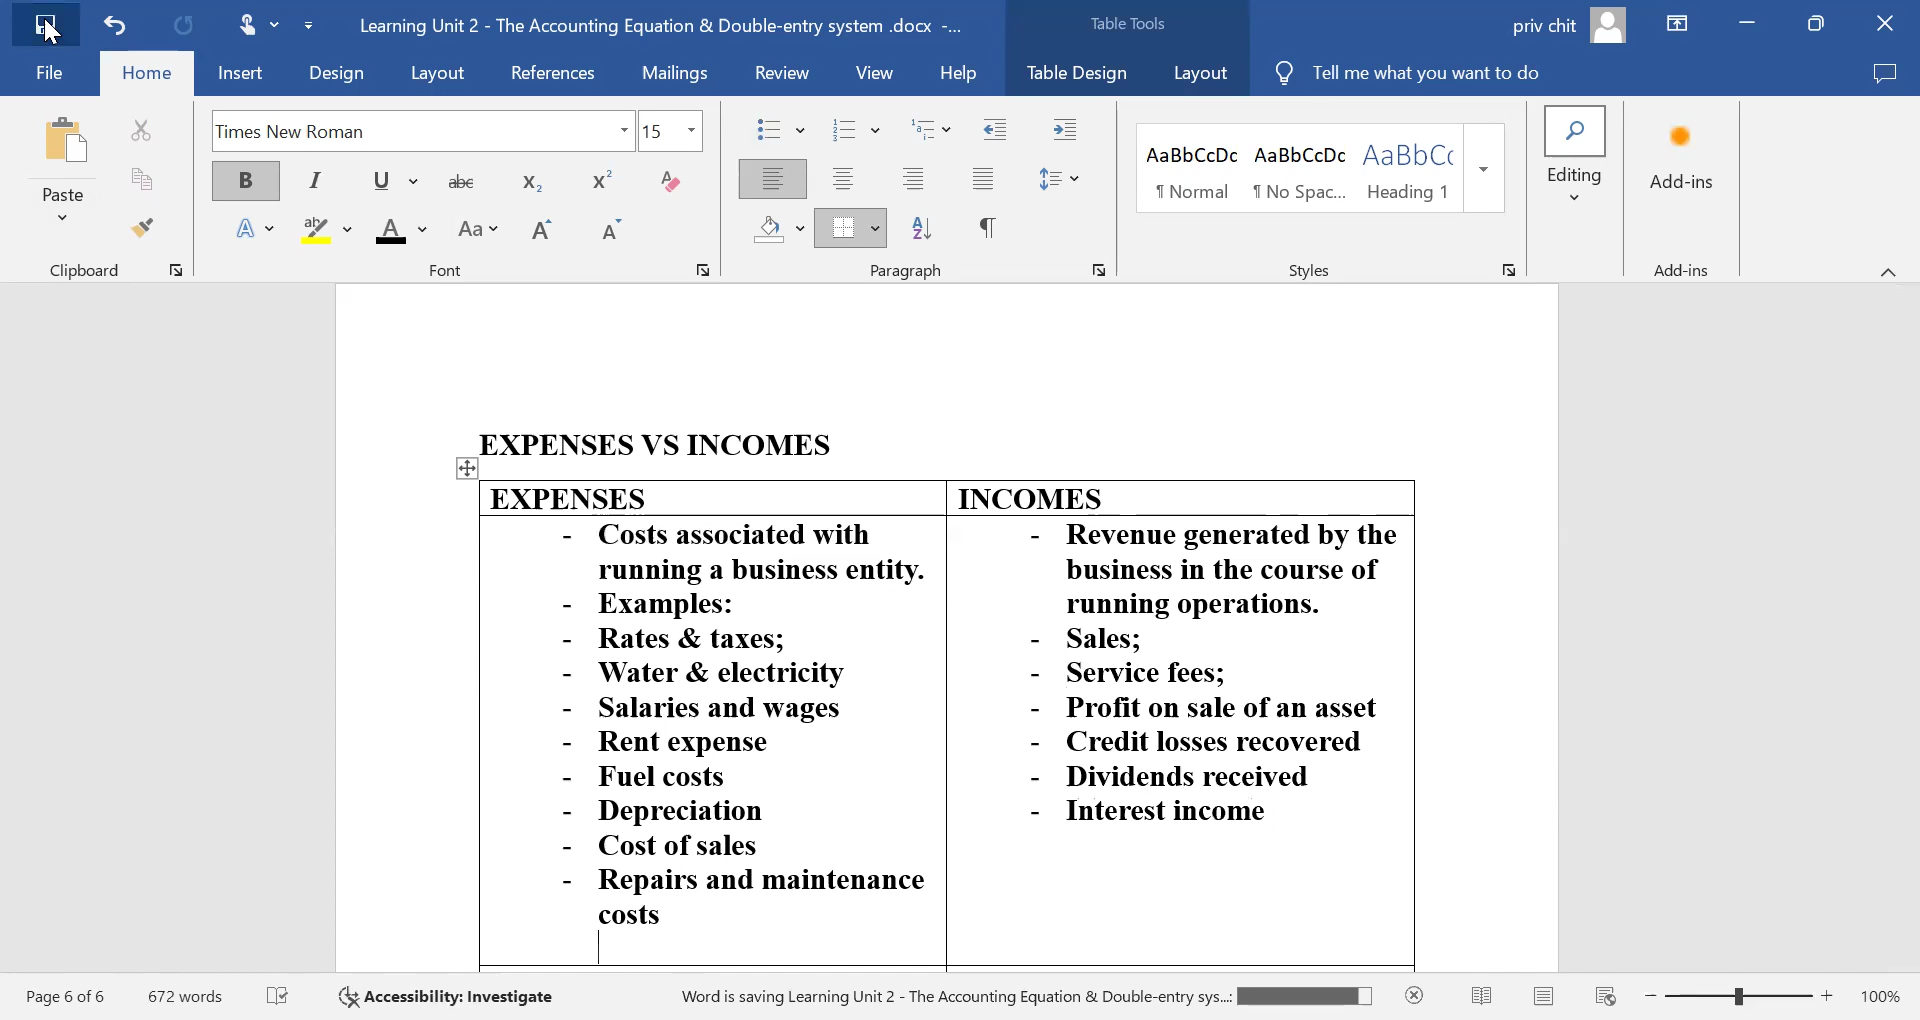 Learning Unit 2 - The Accounting Equation & Double-entry system .docx -...
Table Tools
priv chit
File
Home
Insert
Design
Layout
References
Mailings
Review
View
Help
Table Design
Layout
Tell me what you want to do
Paste
Clipboard
Times New Roman
15
Font
Paragraph
AaBbCcDc
AaBbCcDc
AaBbCc
¶ Normal
¶ No Spac...
Heading 1
Styles
Editing
Add-ins
Add-ins
EXPENSES VS INCOMES
EXPENSES
- Costs associated with
running a business entity.
- Examples:
- Rates & taxes;
- Water & electricity
- Salaries and wages
- Rent expense
- Fuel costs
- Depreciation
- Cost of sales
- Repairs and maintenance
costs
INCOMES
- Revenue generated by the
business in the course of
running operations.
- Sales;
- Service fees;
- Profit on sale of an asset
- Credit losses recovered
- Dividends received
- Interest income
Page 6 of 6
672 words
Accessibility: Investigate
Word is saving Learning Unit 2 - The Accounting Equation & Double-entry sys...:
100%